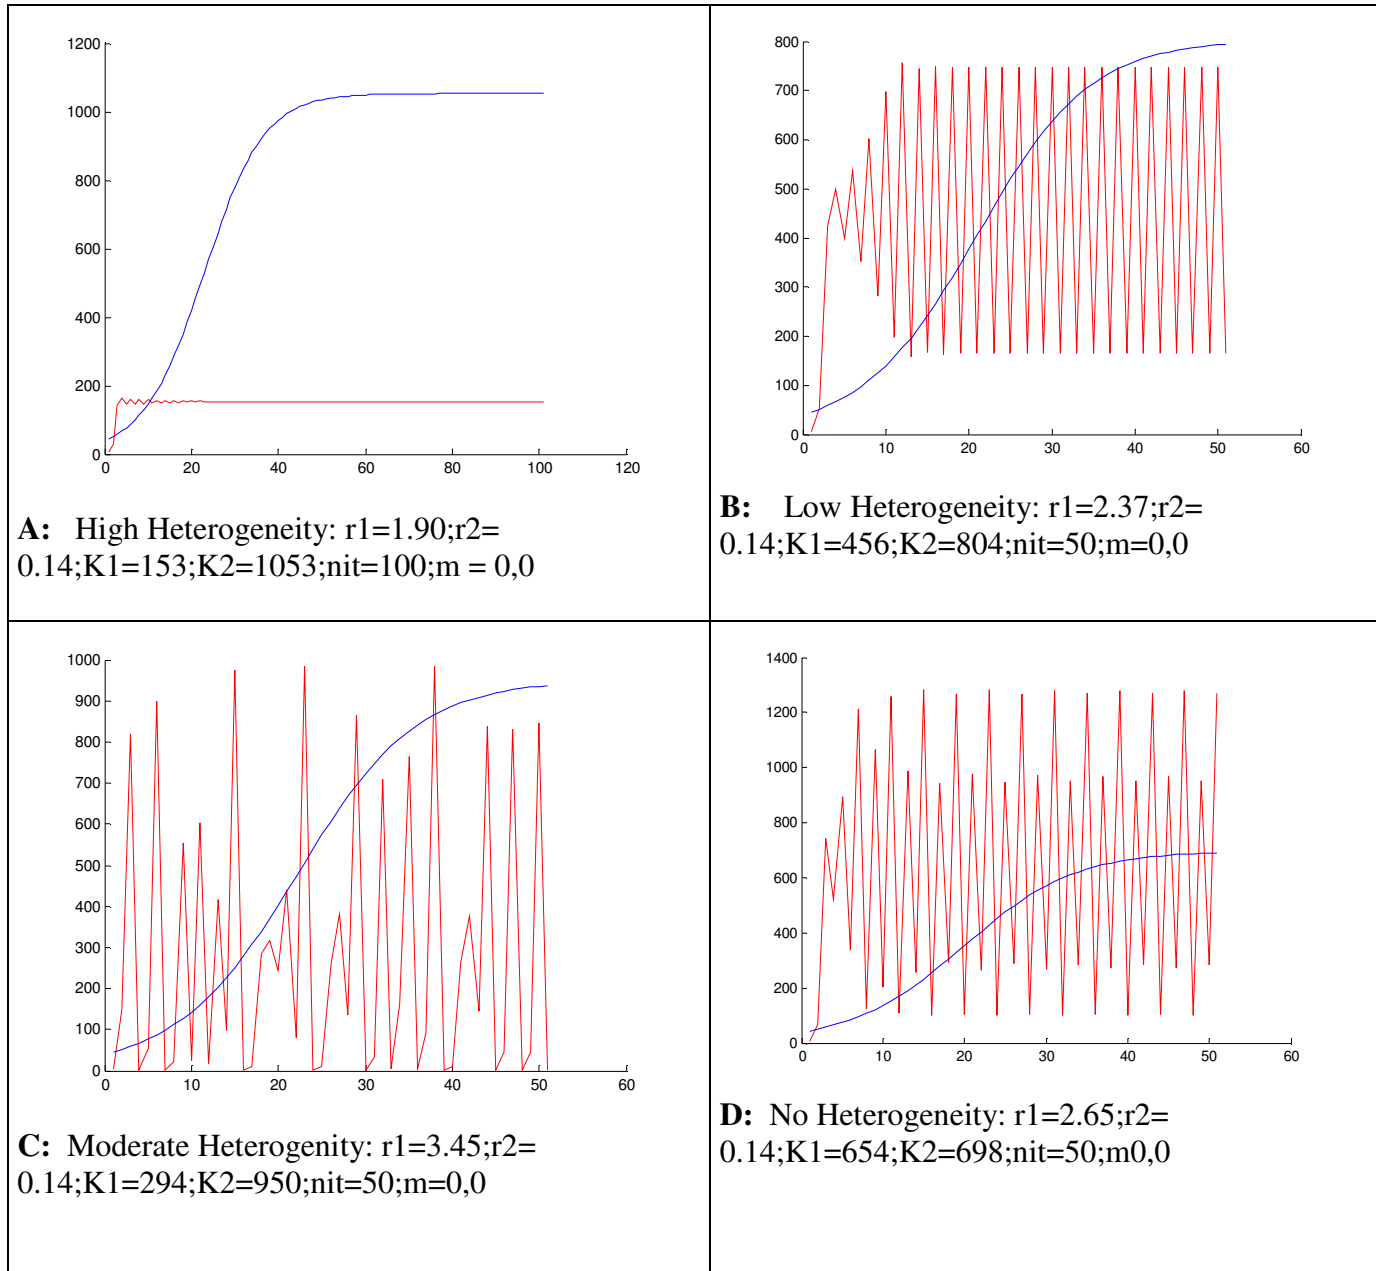 1200
1000
800
600
400
200
0
0 20 40 60 80 100 120
A: High Heterogeneity: r1=1.90;r2=
0.14;K1=153;K2=1053;nit=100;m = 0,0
800
700
600
500
400
300
200
100
0
0 10 20 30 40 50 60
B: Low Heterogeneity: r1=2.37;r2=
0.14;K1=456;K2=804;nit=50;m=0,0
1000
900
800
700
600
500
400
300
200
100
0
0 10 20 30 40 50 60
C: Moderate Heterogenity: r1=3.45;r2=
0.14;K1=294;K2=950;nit=50;m=0,0
1400
1200
1000
800
600
400
200
0
0 10 20 30 40 50 60
D: No Heterogeneity: r1=2.65;r2=
0.14;K1=654;K2=698;nit=50;m0,0